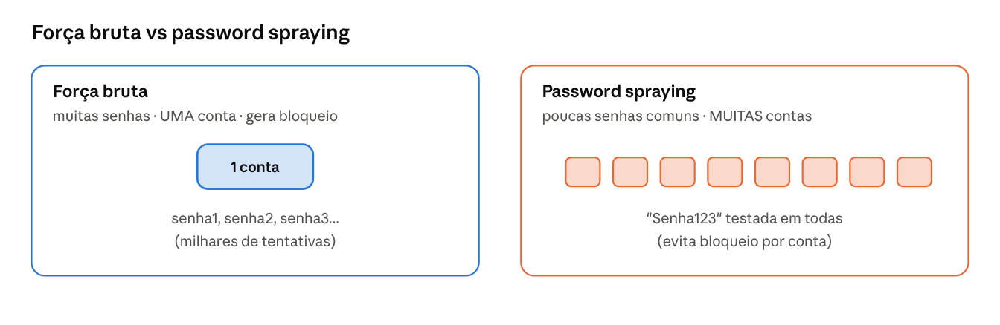 Força bruta vs password spraying
Força bruta
muitas senhas · UMA conta · gera bloqueio
1 conta
senha1, senha2, senha3...
(milhares de tentativas)
Password spraying
poucas senhas comuns · MUITAS contas
"Senha123" testada em todas
(evita bloqueio por conta)